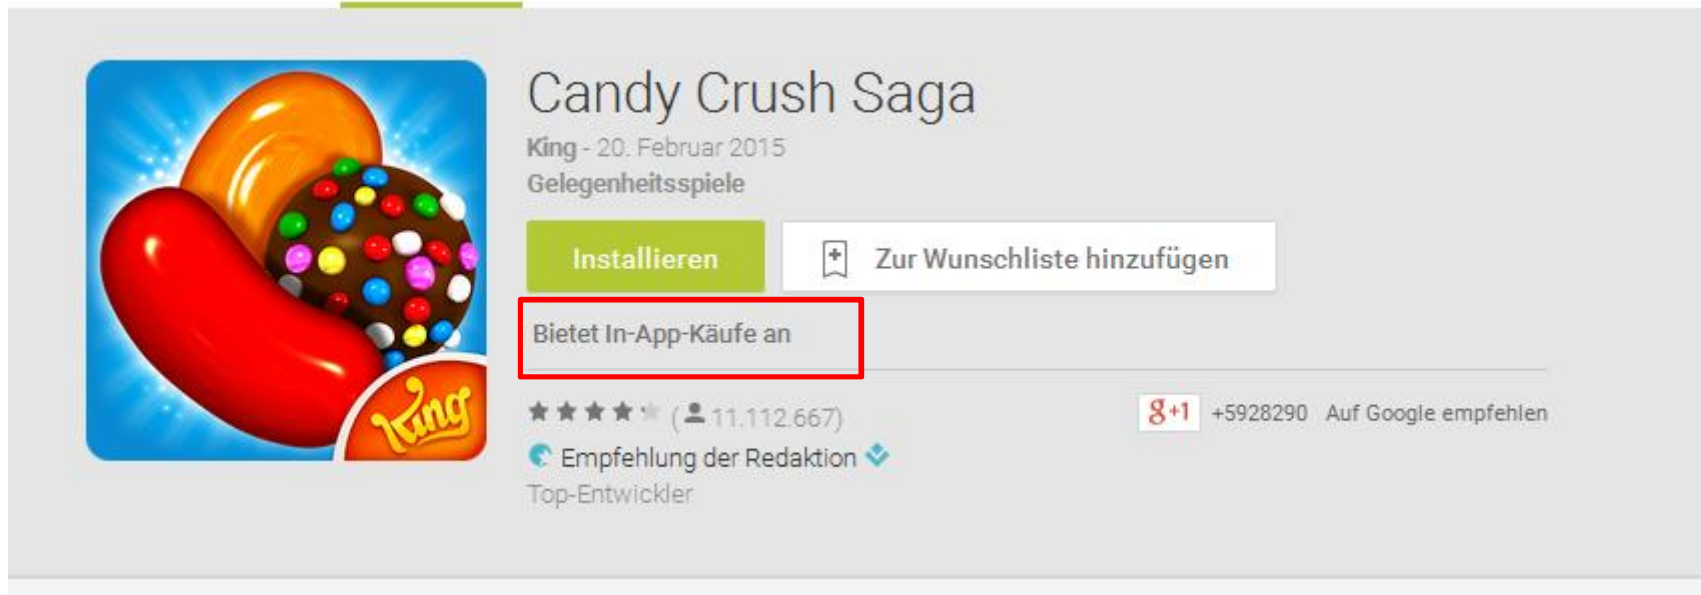 Candy Crush Saga
King - 20. Februar 2015
Gelegenheitsspiele
Installieren
Zur Wunschliste hinzufügen
Bietet In-App-Käufe an
(11.112.667)
g+1 +5928290 Auf Google empfehlen
Empfehlung der Redaktion
Top-Entwickler
King